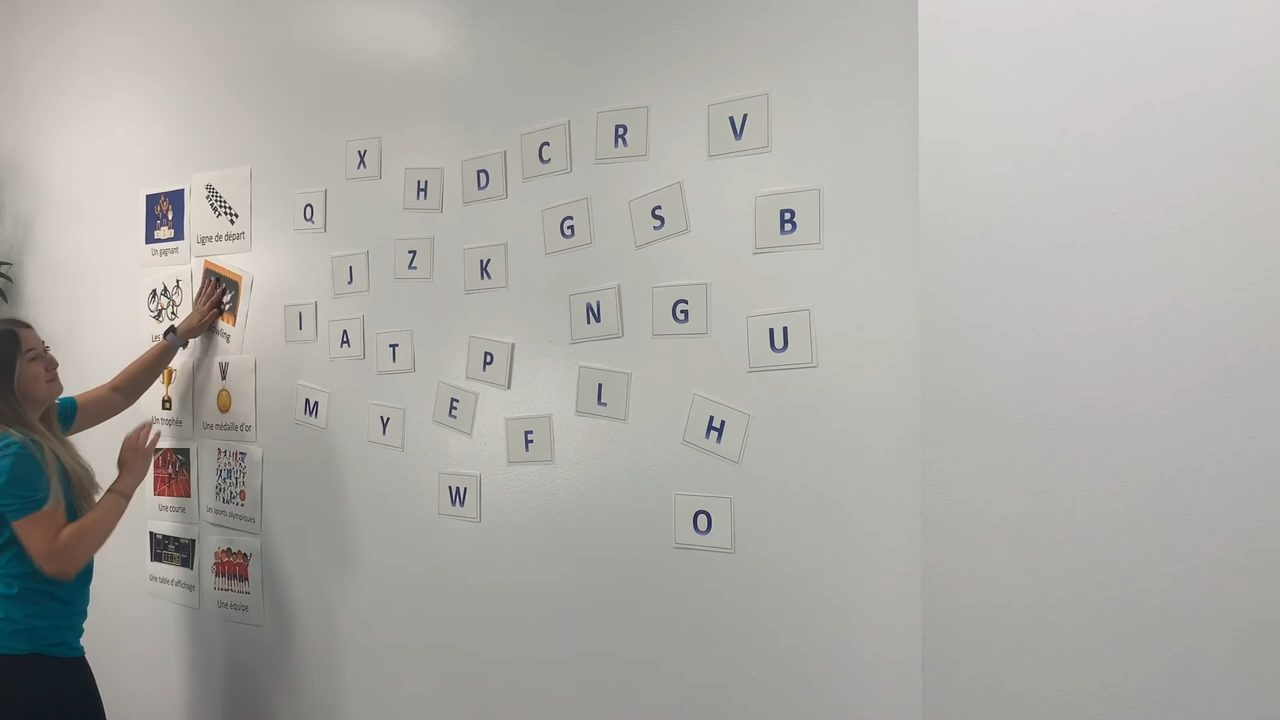 Un gagnant
Ligne de départ
Les
Un trophée
Une médaille d'or
Une course
Les sports olympiques
Une table d'affichage
Une équipe
X
H
D
C
R
V
Q
G
S
B
J
Z
K
I
A
T
P
N
G
U
M
Y
E
F
L
H
W
O